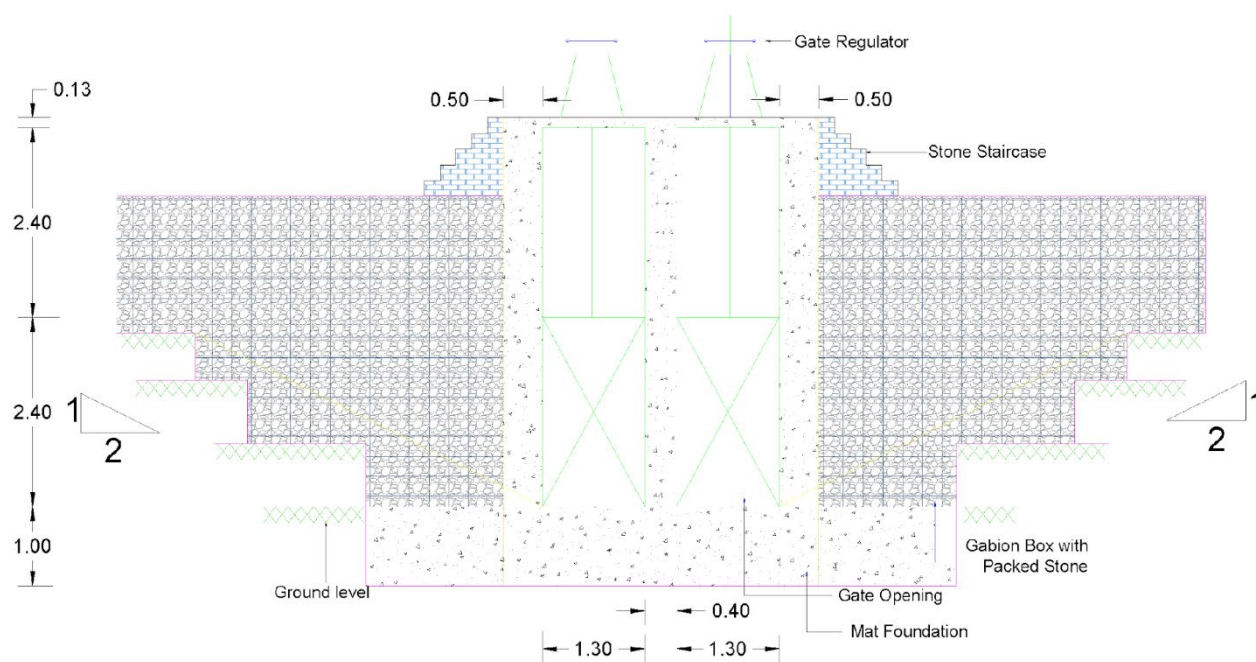 Gate Regulator
0.13
0.50
0.50
Stone Staircase
2.40
1
2
1
2
2.40
1.00
Gabion Box with
Packed Stone
Ground level
Gate Opening
0.40
Mat Foundation
1.30
1.30